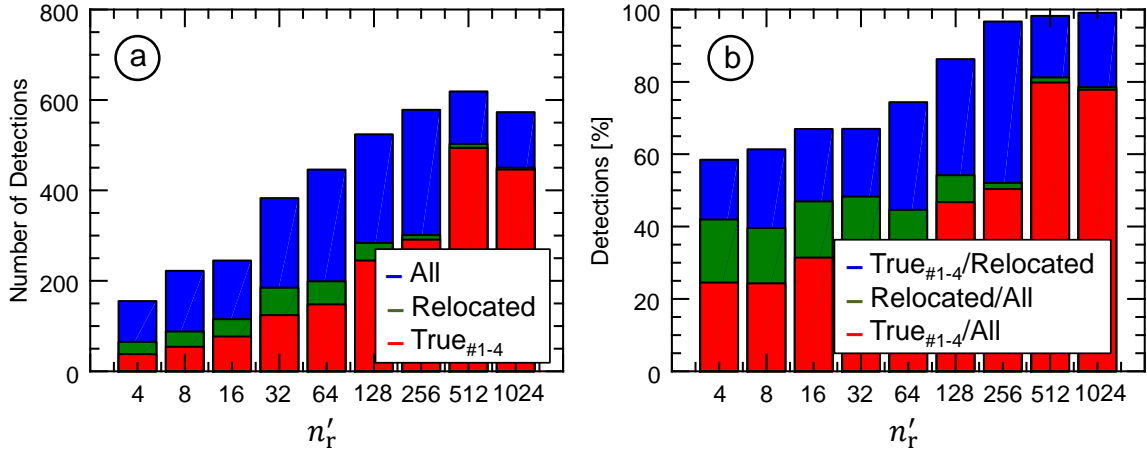 a
Number of Detections
800
600
400
200
0
All
Relocated
True#1-4
4 8 16 32 64 128 256 512 1024
n′r
b
Detections [%]
100
80
60
40
20
0
True#1-4/Relocated
Relocated/All
True#1-4/All
4 8 16 32 64 128 256 512 1024
n′r